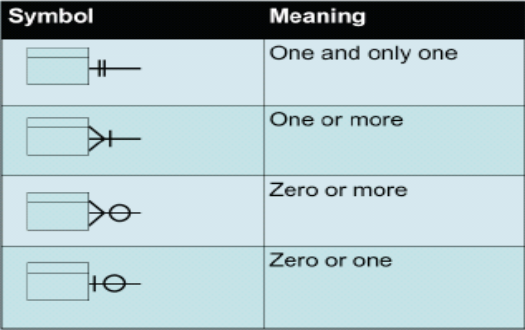 Symbol Meaning
One and only one
One or more
Zero or more
Zero or one